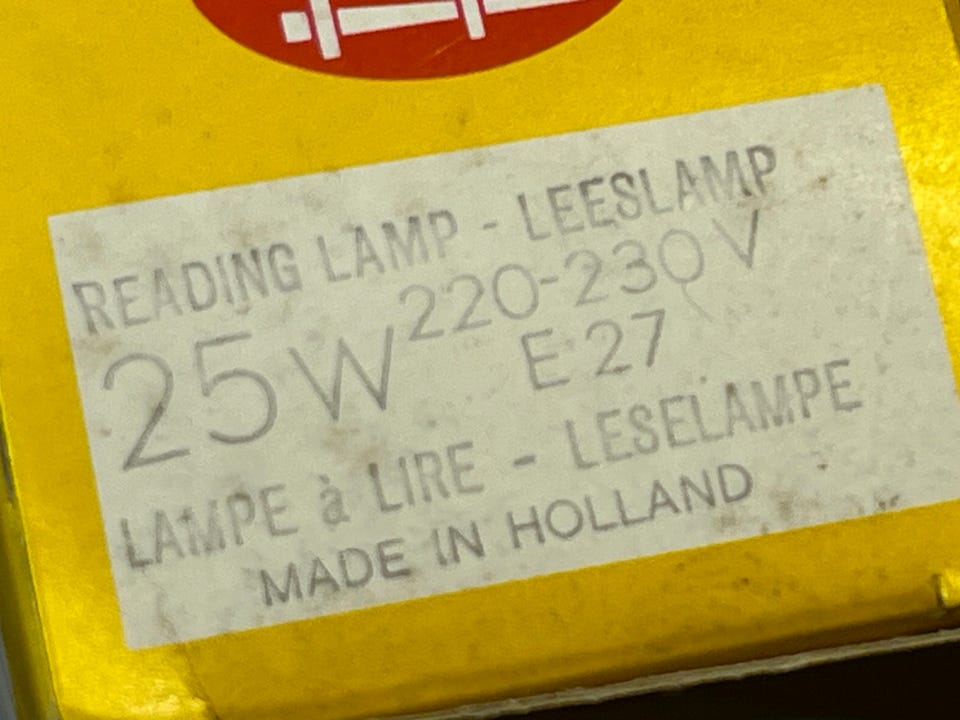 READING LAMP - LEESLAMP
25 W 220-230 V
E 27
LAMPE à LIRE - LESELAMPE
MADE IN HOLLAND